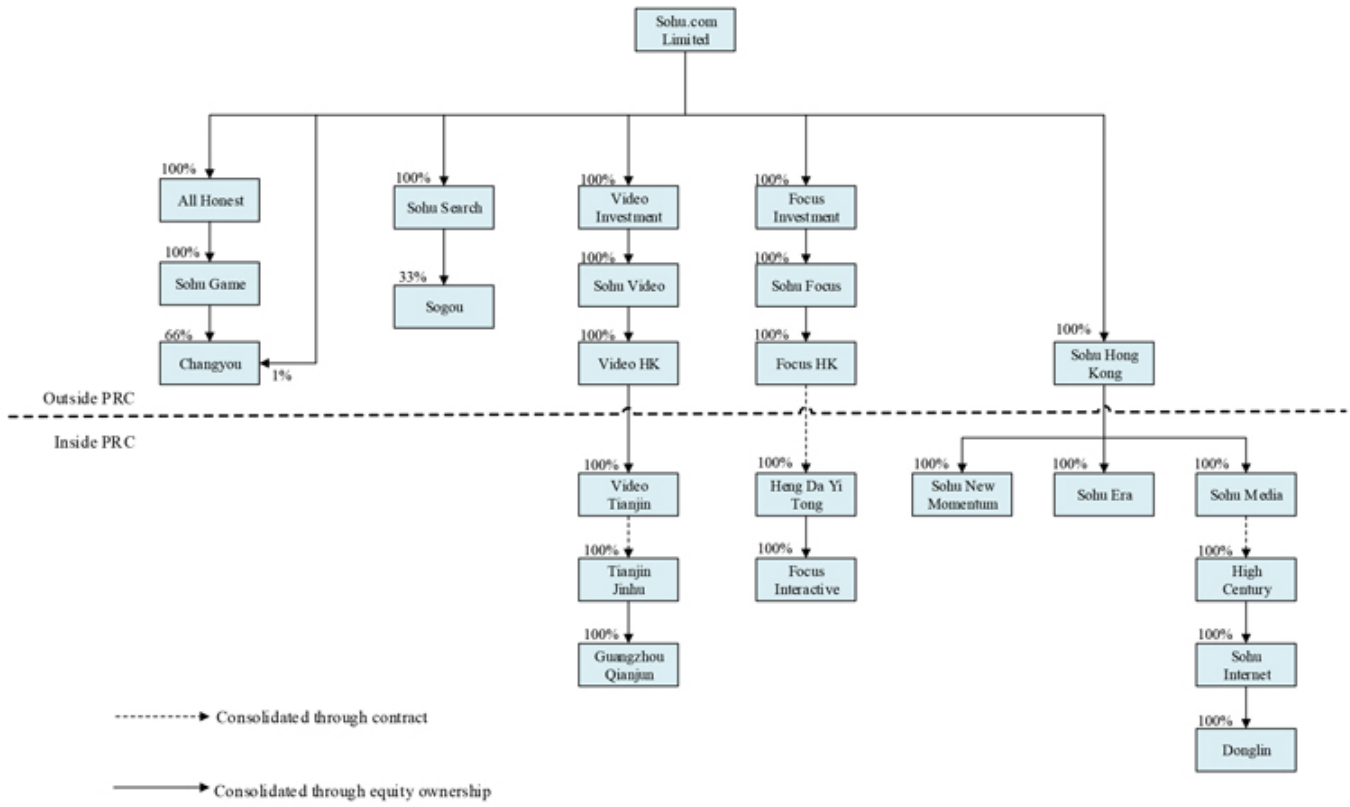 Sohu.com
Limited
100%
All Honest
100%
Sohu Game
66%
Changyou
1%
100%
Sohu Search
33%
Sogou
100%
Video
Investment
100%
Sohu Video
100%
Video HK
100%
Focus
Investment
100%
Sohu Focus
100%
Focus HK
100%
Sohu Hong
Kong
Outside PRC
Inside PRC
100%
Video
Tianjin
100%
Tianjin
Jinhu
100%
Guangzhou
Qianjun
100%
Heng Da Yi
Tong
100%
Focus
Interactive
100%
Sohu New
Momentum
100%
Sohu Era
100%
Sohu Media
100%
High
Century
100%
Sohu
Internet
100%
Donglin
Consolidated through contract
Consolidated through equity ownership